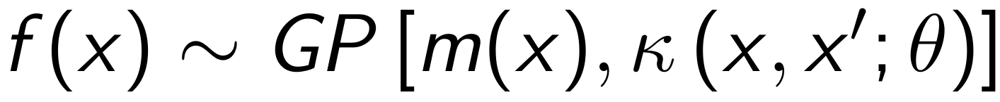 f(x) ∼ GP [m(x), κ (x, x′; θ)]